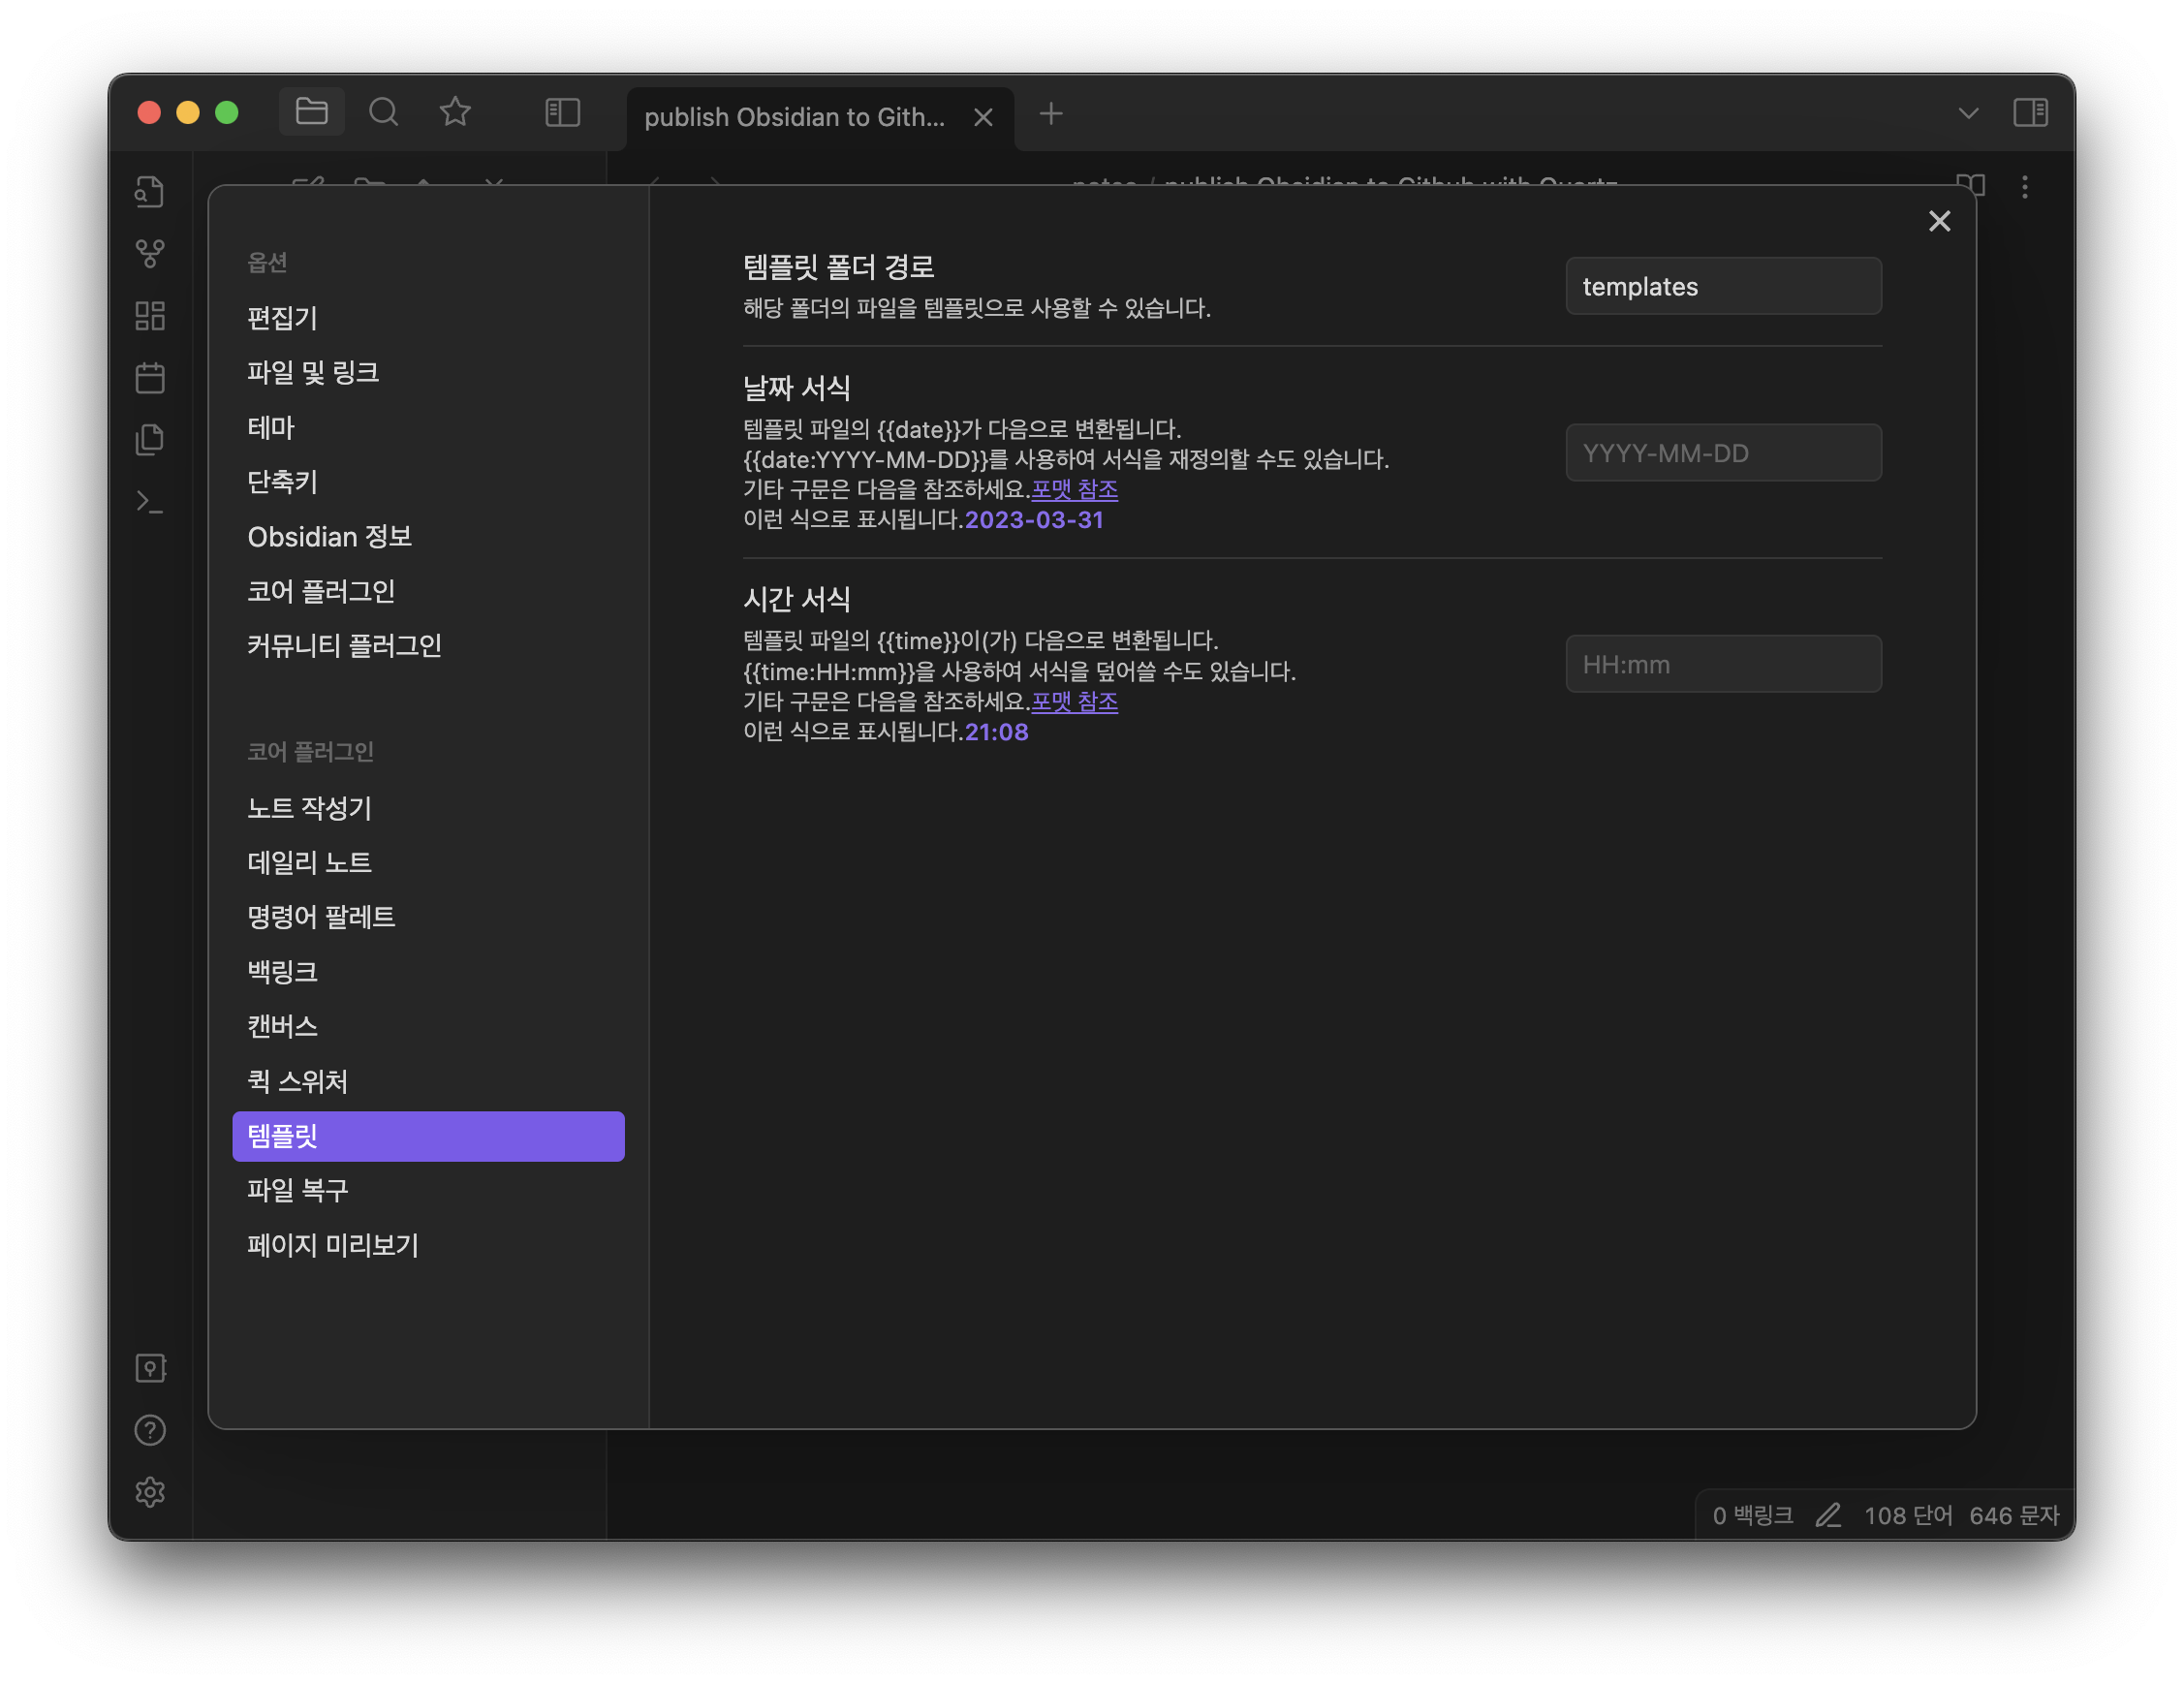 publish Obsidian to Gith...
notes / publish Obsidian to Github with Quartz
옵션
편집기
파일 및 링크
테마
단축키
Obsidian 정보
코어 플러그인
커뮤니티 플러그인
코어 플러그인
노트 작성기
데일리 노트
명령어 팔레트
백링크
캔버스
퀵 스위처
템플릿
파일 복구
페이지 미리보기
템플릿 폴더 경로
해당 폴더의 파일을 템플릿으로 사용할 수 있습니다.
templates
날짜 서식
템플릿 파일의 {{date}}가 다음으로 변환됩니다.
{{date:YYYY-MM-DD}}를 사용하여 서식을 재정의할 수도 있습니다.
기타 구문은 다음을 참조하세요.포맷 참조
이런 식으로 표시됩니다.2023-03-31
YYYY-MM-DD
시간 서식
템플릿 파일의 {{time}}이(가) 다음으로 변환됩니다.
{{time:HH:mm}}을 사용하여 서식을 덮어쓸 수도 있습니다.
기타 구문은 다음을 참조하세요.포맷 참조
이런 식으로 표시됩니다.21:08
HH:mm
0 백링크 108 단어 646 문자